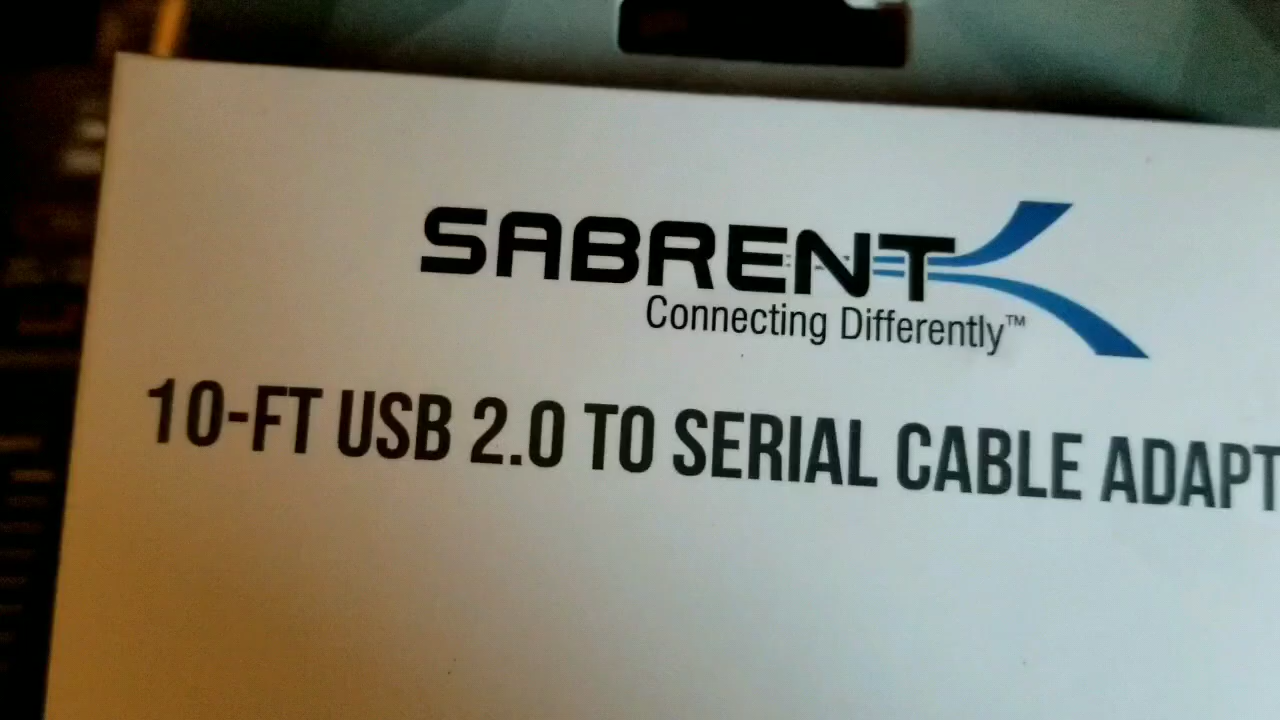 SABRENT
Connecting Differently™
10-FT USB 2.0 TO SERIAL CABLE ADAPT